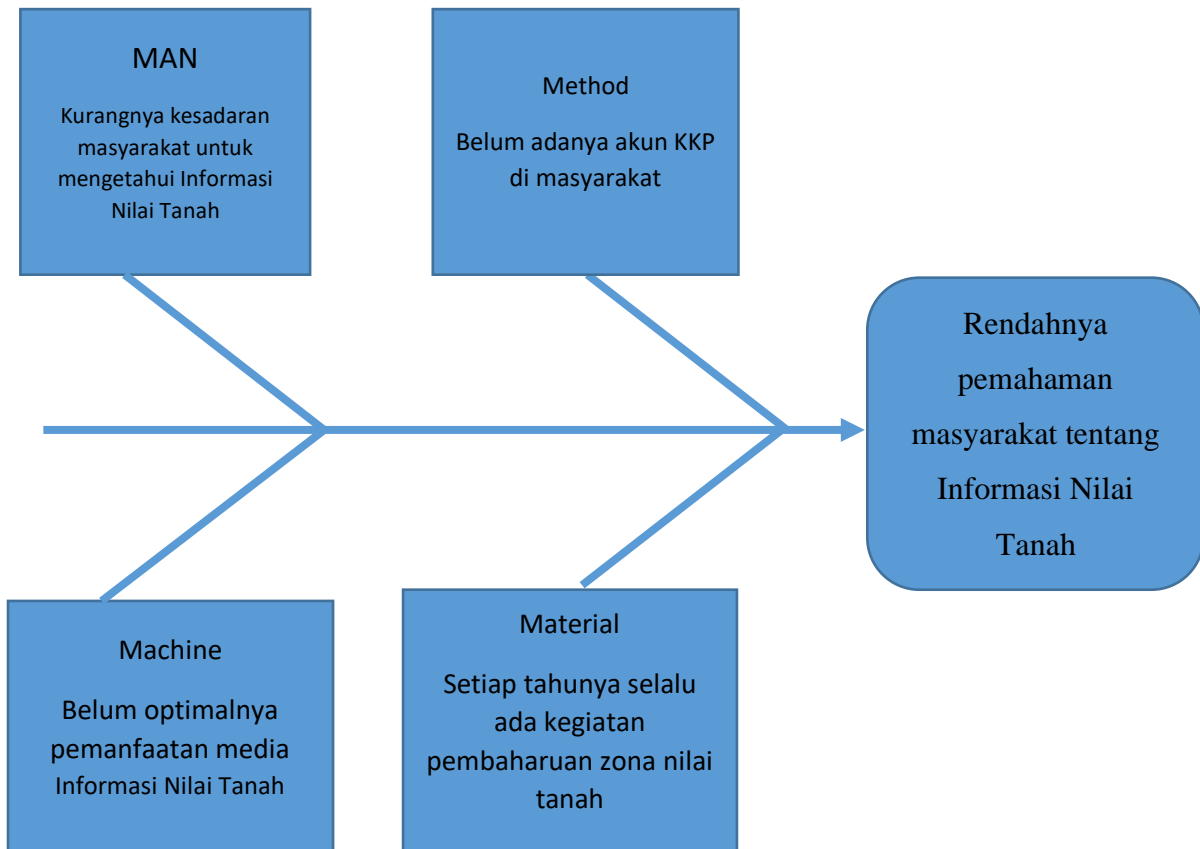 MAN
Kurangnya kesadaran
masyarakat untuk
mengetahui Informasi
Nilai Tanah
Method
Belum adanya akun KKP
di masyarakat
Rendahnya
pemahaman
masyarakat tentang
Informasi Nilai
Tanah
Machine
Belum optimalnya
pemanfaatan media
Informasi Nilai Tanah
Material
Setiap tahunya selalu
ada kegiatan
pembaharuan zona nilai
tanah